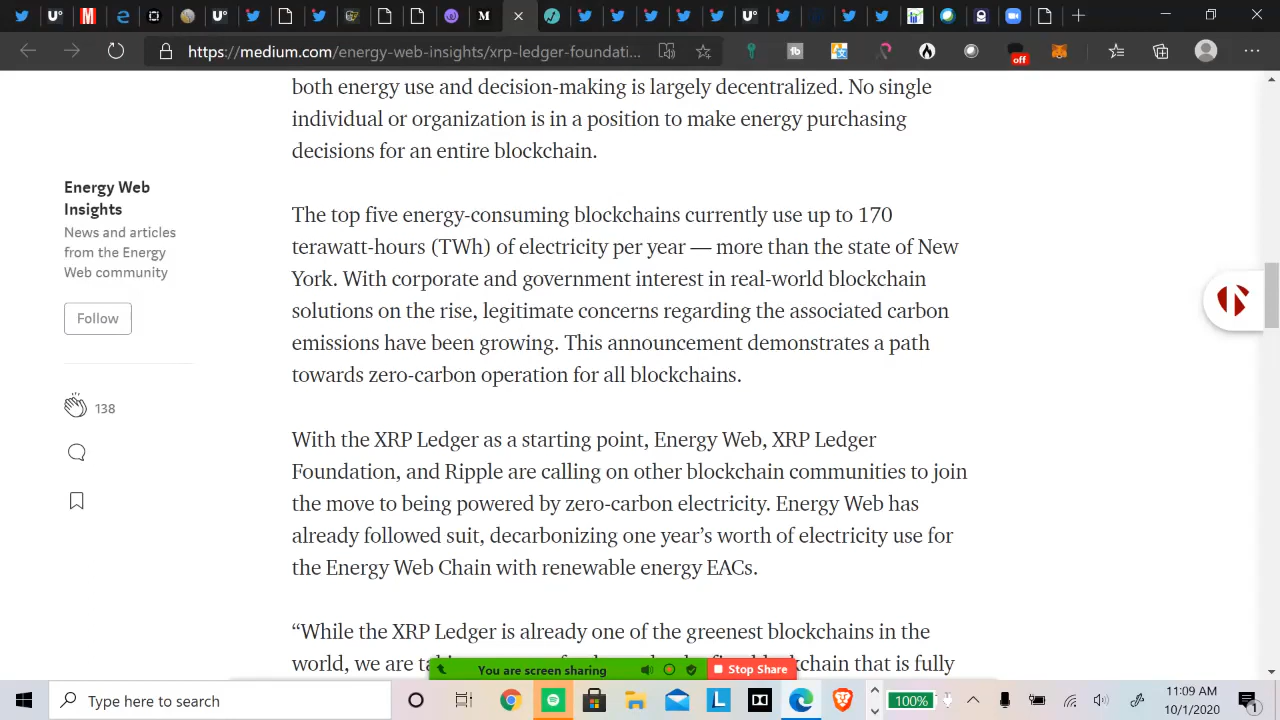 https://medium.com/energy-web-insights/xrp-ledger-foundati...
off
both energy use and decision-making is largely decentralized. No single
individual or organization is in a position to make energy purchasing
decisions for an entire blockchain.
Energy Web
Insights
News and articles
from the Energy
Web community
Follow
138
The top five energy-consuming blockchains currently use up to 170
terawatt-hours (TWh) of electricity per year — more than the state of New
York. With corporate and government interest in real-world blockchain
solutions on the rise, legitimate concerns regarding the associated carbon
emissions have been growing. This announcement demonstrates a path
towards zero-carbon operation for all blockchains.
With the XRP Ledger as a starting point, Energy Web, XRP Ledger
Foundation, and Ripple are calling on other blockchain communities to join
the move to being powered by zero-carbon electricity. Energy Web has
already followed suit, decarbonizing one year’s worth of electricity use for
the Energy Web Chain with renewable energy EACs.
“While the XRP Ledger is already one of the greenest blockchains in the
world, we are blockchain that is fully
You are screen sharing
Stop Share
Type here to search
100%
11:09 AM
10/1/2020
1